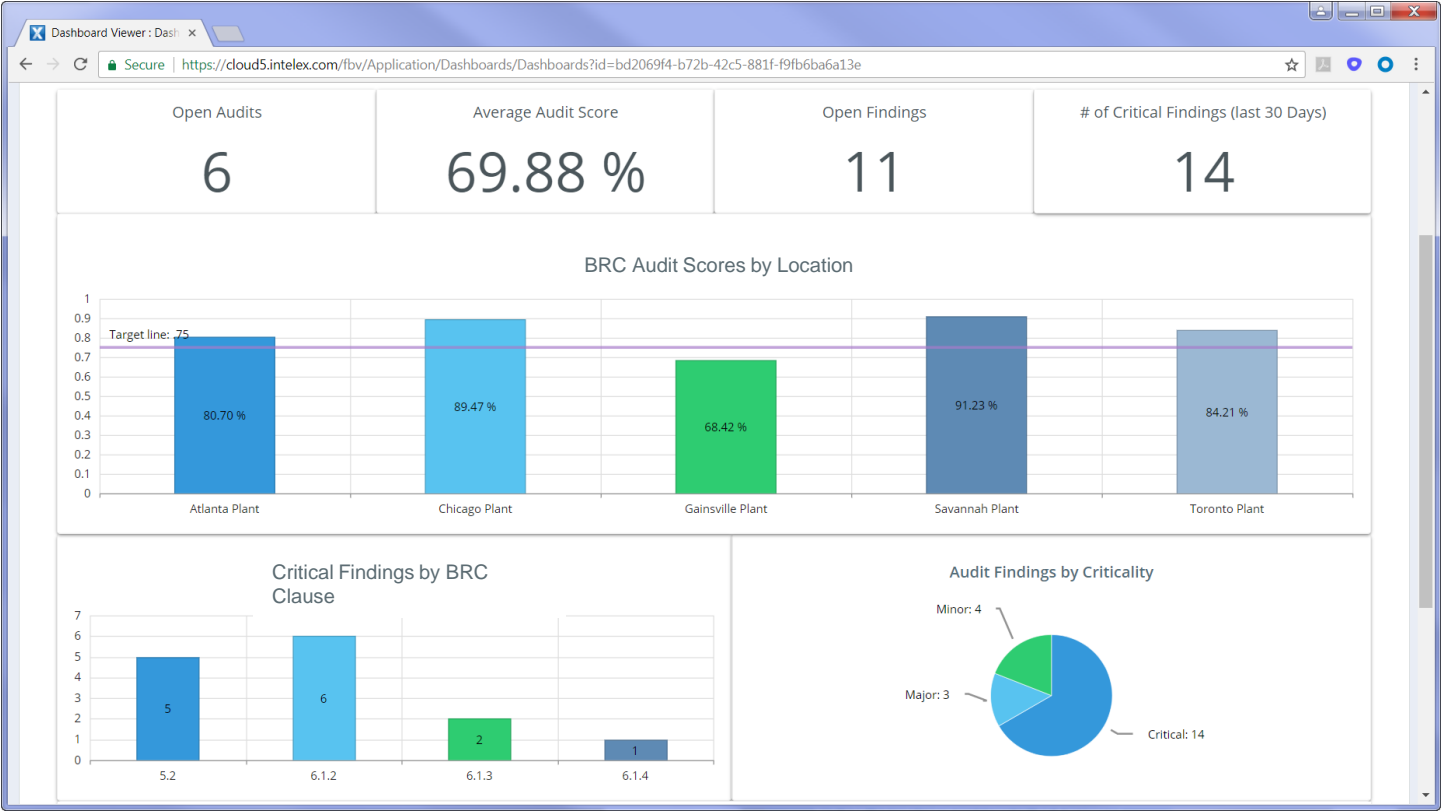 Dashboard Viewer : Dash
Secure https://cloud5.intelex.com/fbv/Application/Dashboards/Dashboards?id=bd2069f4-b72b-42c5-881f-f9fb6ba6a13e
Open Audits
6
Average Audit Score
69.88 %
Open Findings
11
# of Critical Findings (last 30 Days)
14
BRC Audit Scores by Location
1
0.9
0.8
0.7
0.6
0.5
0.4
0.3
0.2
0.1
0
Target line: .75
80.70 %
89.47 %
68.42 %
91.23 %
84.21 %
Atlanta Plant
Chicago Plant
Gainsville Plant
Savannah Plant
Toronto Plant
Critical Findings by BRC
Clause
7
6
5
4
3
2
1
0
5
6
2
1
5.2
6.1.2
6.1.3
6.1.4
Audit Findings by Criticality
Minor: 4
Major: 3
Critical: 14